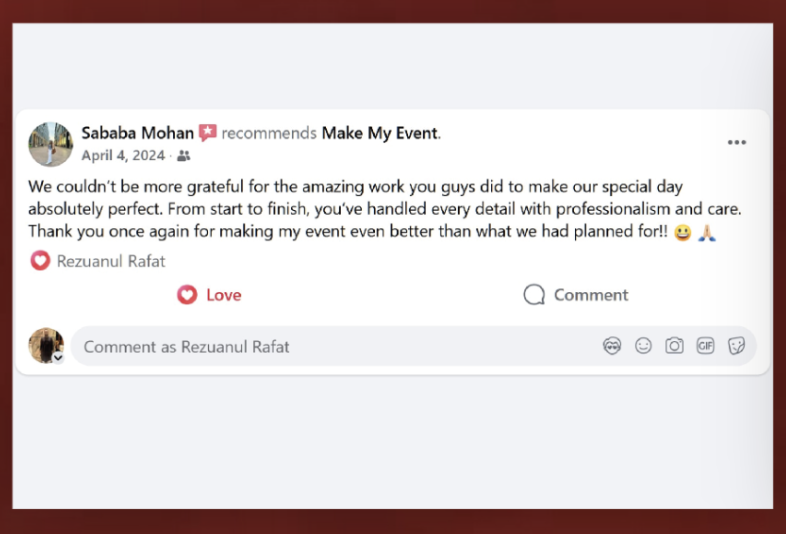 Sababa Mohan recommends Make My Event.
April 4, 2024 ·
We couldn't be more grateful for the amazing work you guys did to make our special day
absolutely perfect. From start to finish, you've handled every detail with professionalism and care.
Thank you once again for making my event even better than what we had planned for!! 😀 🙏
Rezuanul Rafat
Love
Comment
Comment as Rezuanul Rafat
GIF